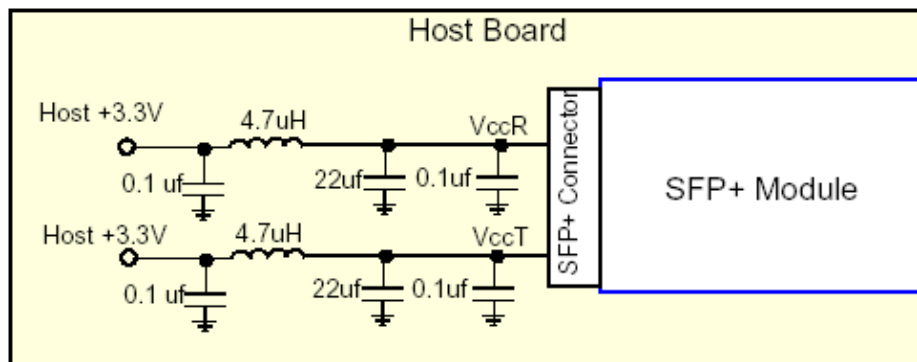 Host Board
Host +3.3V
4.7uH
VccR
0.1 uf
22uf
0.1uf
SFP+ Connector
SFP+ Module
Host +3.3V
4.7uH
VccT
0.1 uf
22uf
0.1uf